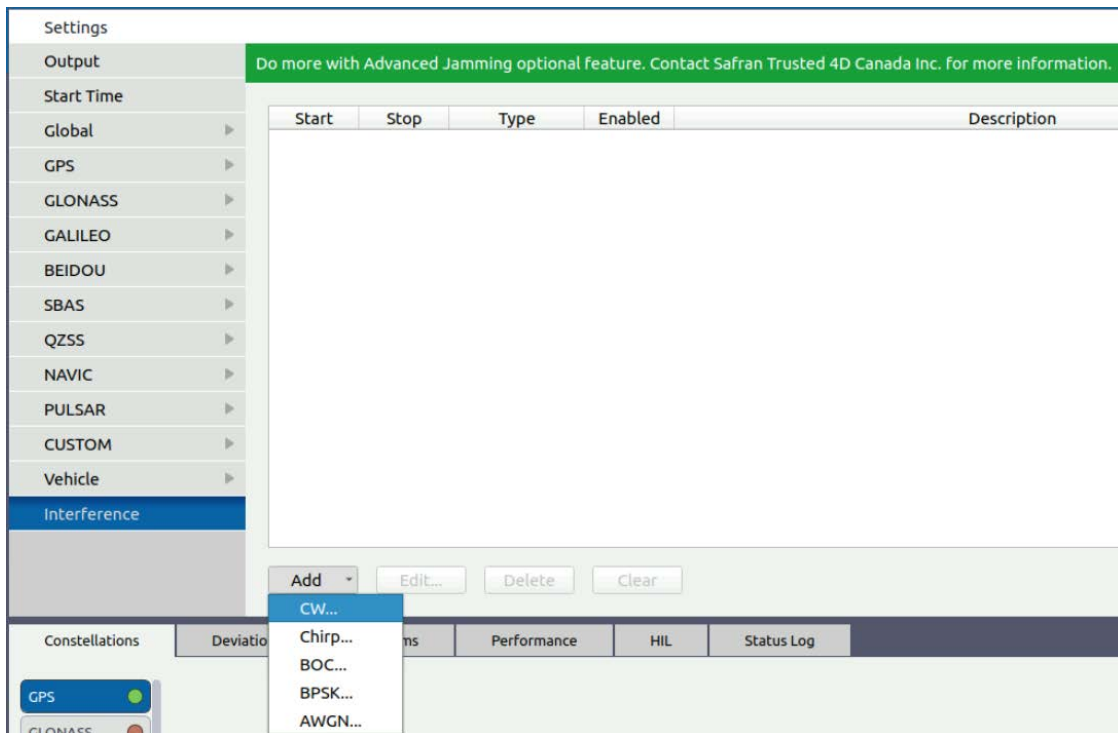 Settings
Output
Do more with Advanced Jamming optional feature. Contact Safran Trusted 4D Canada Inc. for more information.
Start Time
Start Stop Type Enabled Description
Global
GPS
GLONASS
GALILEO
BEIDOU
SBAS
QZSS
NAVIC
PULSAR
CUSTOM
Vehicle
Interference
Add Edit... Delete Clear
CW...
Chirp...
BOC...
BPSK...
AWGN...
Constellations Performance HIL Status Log
GPS
GLONASS